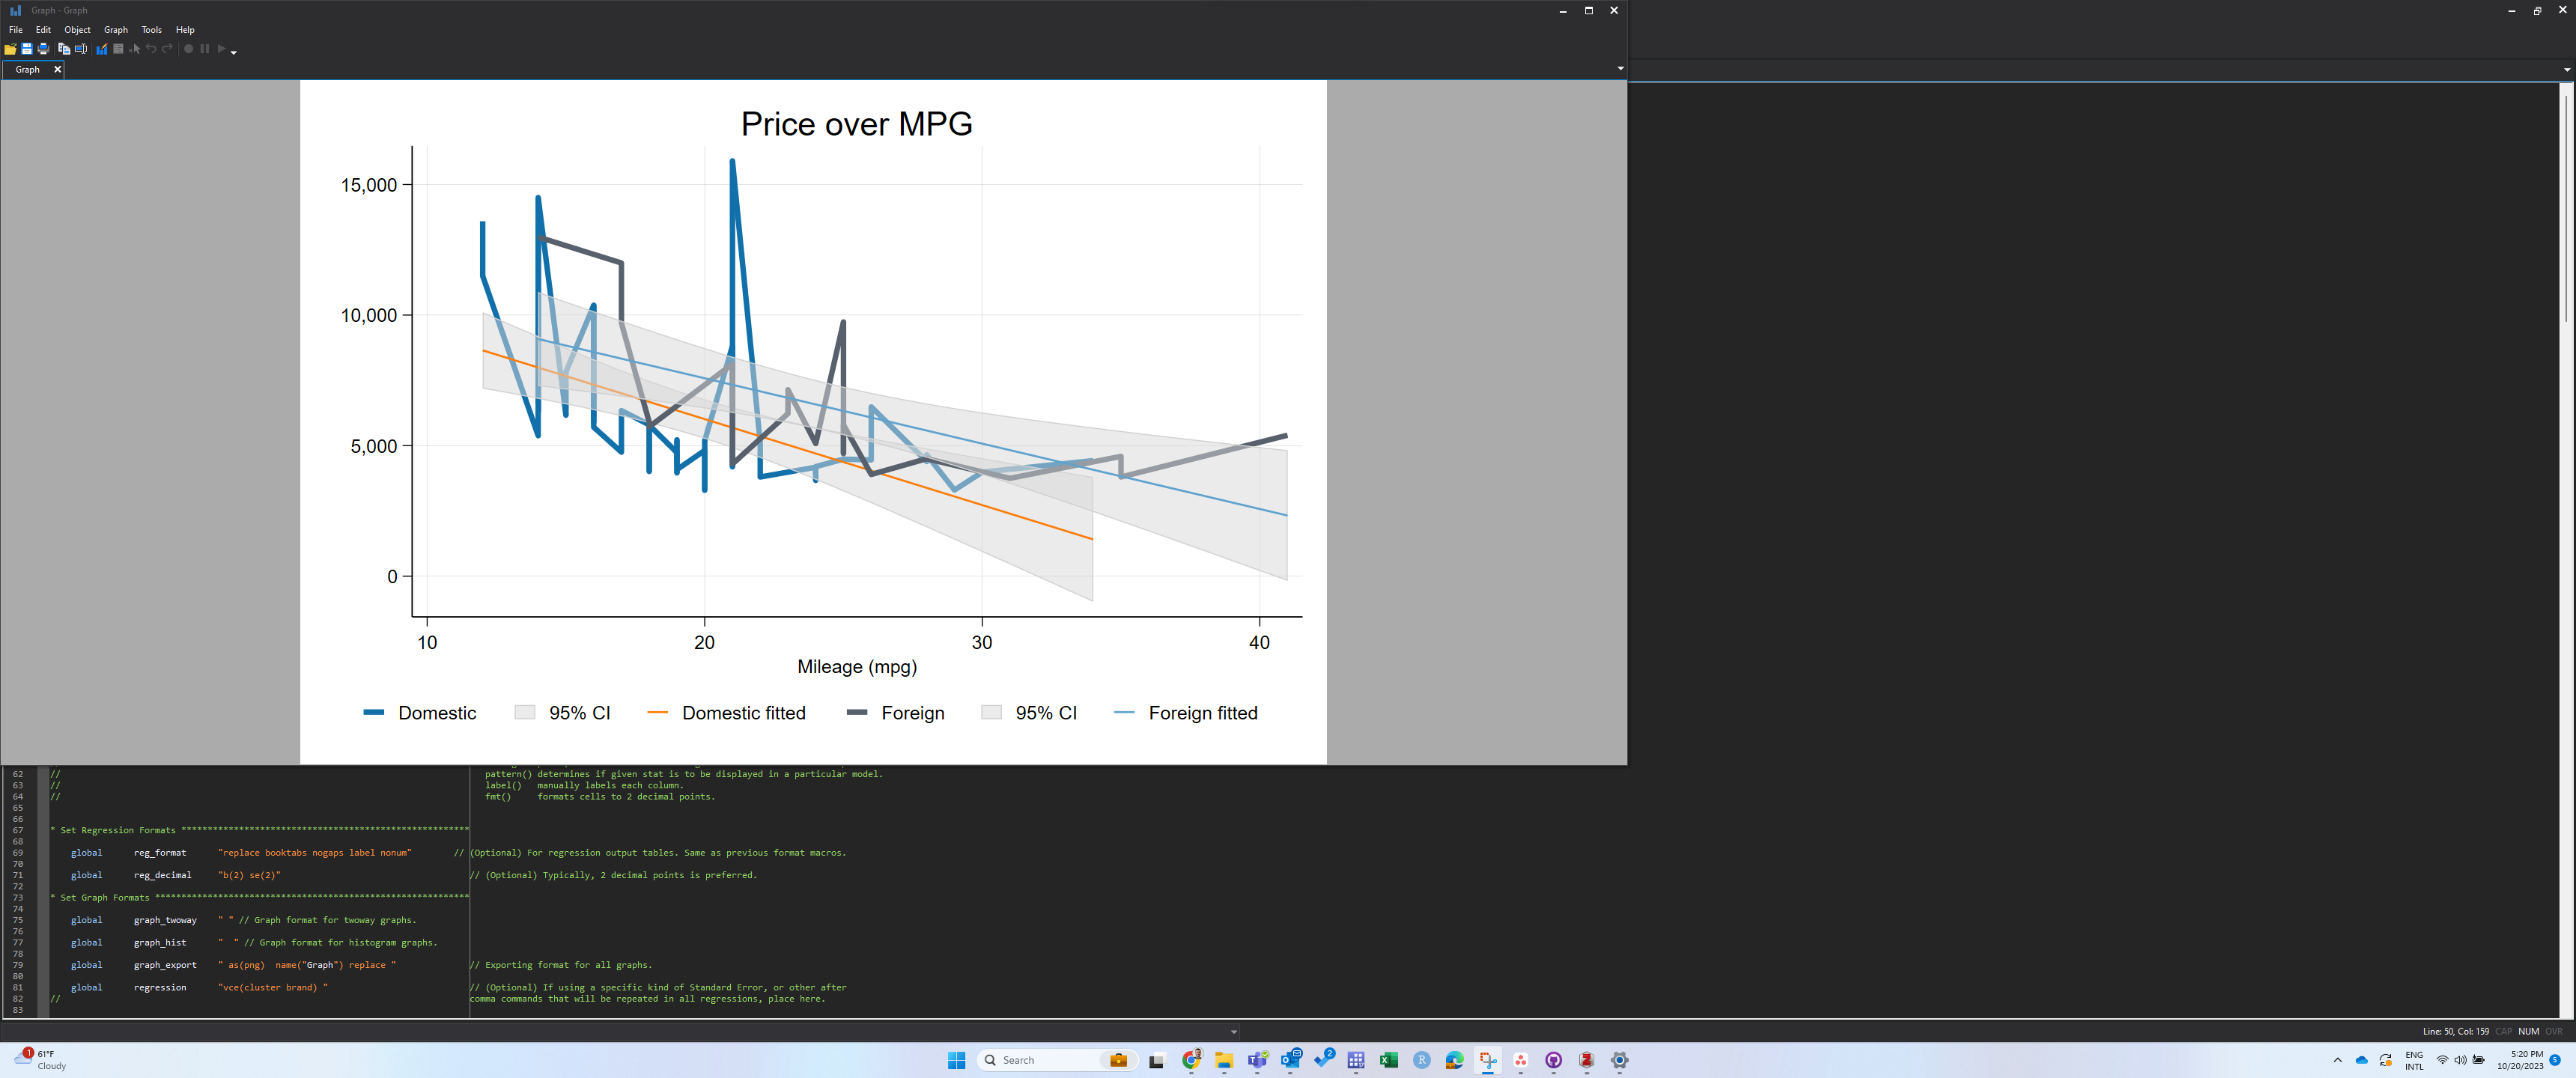 Graph - Graph
File Edit Object Graph Tools Help
Graph
Price over MPG
15,000
10,000
5,000
0
10 20 30 40
Mileage (mpg)
Domestic 95% CI Domestic fitted Foreign 95% CI Foreign fitted
62 // pattern() determines if given stat is to be displayed in a particular model.
63 // label() manually labels each column.
64 // fmt() formats cells to 2 decimal points.
65
66
67 * Set Regression Formats *******************************************************
68
69 global reg_format "replace booktabs nogaps label nonum" // (Optional) For regression output tables. Same as previous format macros.
70
71 global reg_decimal "b(2) se(2)" // (Optional) Typically, 2 decimal points is preferred.
72
73 * Set Graph Formats ************************************************************
74
75 global graph_twoway " " // Graph format for twoway graphs.
76
77 global graph_hist "  " // Graph format for histogram graphs.
78
79 global graph_export " as(png)  name("Graph") replace " // Exporting format for all graphs.
80
81 global regression "vce(cluster brand) " // (Optional) If using a specific kind of Standard Error, or other after
82 // comma commands that will be repeated in all regressions, place here.
83
Line: 50, Col: 159 CAP NUM OVR
1
61°F
Cloudy
Search
2
ENG
INTL
5:20 PM
10/20/2023
5